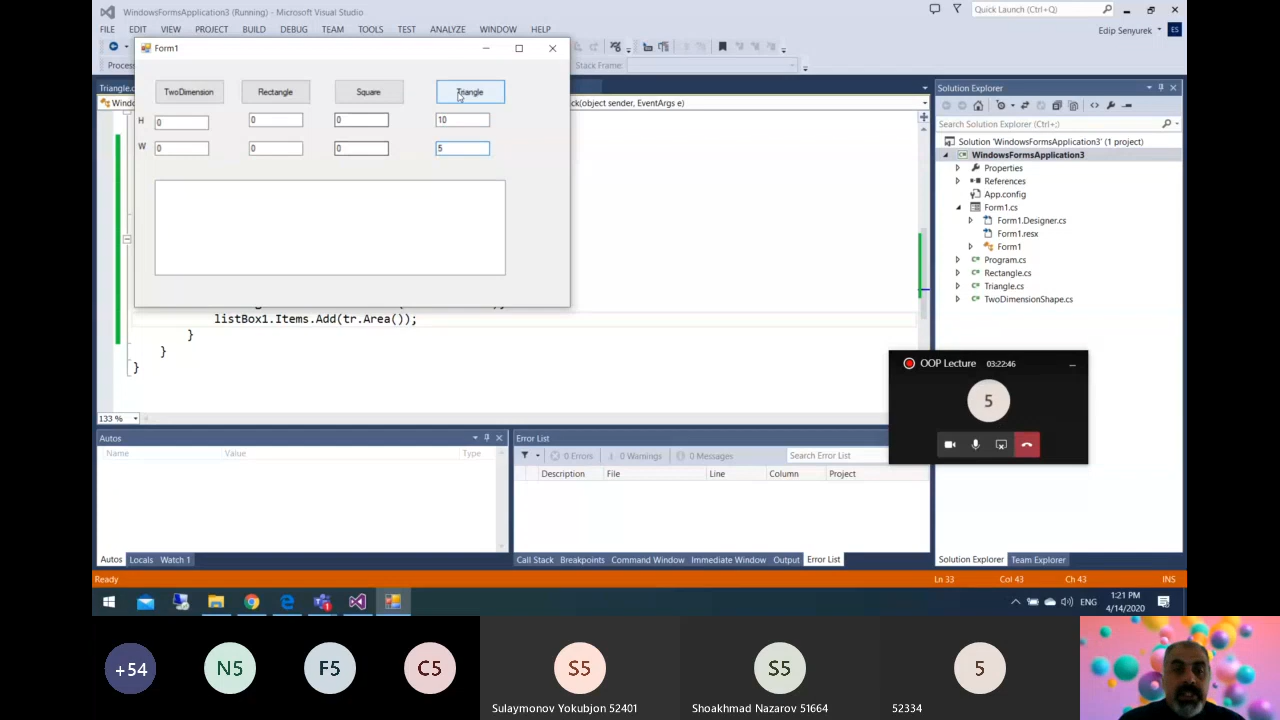 WindowsFormsApplication3 (Running) - Microsoft Visual Studio
Quick Launch (Ctrl+Q)
FILE EDIT VIEW PROJECT BUILD DEBUG TEAM TOOLS TEST ANALYZE WINDOW HELP
Edip Senyurek
ES
Form1
Stack Frame:
TwoDimension Rectangle Square Triangle
H 0 0 0 10
W 0 0 0 5
ck(object sender, EventArgs e)
listBox1.Items.Add(tr.Area());
}
}
}
133 %
Solution Explorer
Search Solution Explorer (Ctrl+;)
Solution 'WindowsFormsApplication3' (1 project)
WindowsFormsApplication3
Properties
References
App.config
Form1.cs
Form1.Designer.cs
Form1.resx
Form1
Program.cs
Rectangle.cs
Triangle.cs
TwoDimensionShape.cs
OOP Lecture 03:22:46
5
Autos
Name Value Type
Autos Locals Watch 1
Error List
0 Errors 0 Warnings 0 Messages Search Error List
Description File Line Column Project
Call Stack Breakpoints Command Window Immediate Window Output Error List
Solution Explorer Team Explorer
Ready Ln 33 Col 43 Ch 43 INS
ENG
1:21 PM
4/14/2020
+54 N5 F5 C5 S5 S5 5
Sulaymonov Yokubjon 52401 Shoakhmad Nazarov 51664 52334